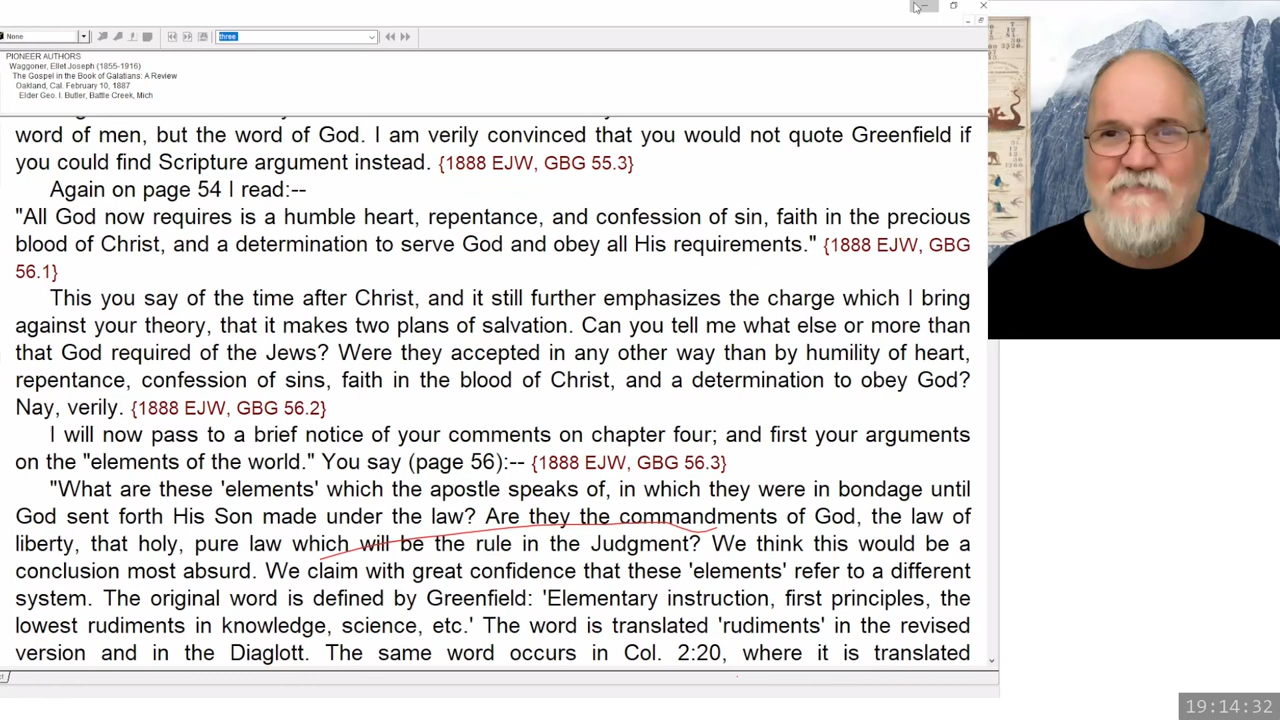 None
three
PIONEER AUTHORS
Waggoner, Ellet Joseph (1855-1916)
The Gospel in the Book of Galatians: A Review
Oakland, Cal. February 10, 1887
Elder Geo. I. Butler, Battle Creek, Mich
word of men, but the word of God. I am verily convinced that you would not quote Greenfield if
you could find Scripture argument instead. {1888 EJW, GBG 55.3}
Again on page 54 I read:--
"All God now requires is a humble heart, repentance, and confession of sin, faith in the precious
blood of Christ, and a determination to serve God and obey all His requirements." {1888 EJW, GBG
56.1}
This you say of the time after Christ, and it still further emphasizes the charge which I bring
against your theory, that it makes two plans of salvation. Can you tell me what else or more than
that God required of the Jews? Were they accepted in any other way than by humility of heart,
repentance, confession of sins, faith in the blood of Christ, and a determination to obey God?
Nay, verily. {1888 EJW, GBG 56.2}
I will now pass to a brief notice of your comments on chapter four; and first your arguments
on the "elements of the world." You say (page 56):-- {1888 EJW, GBG 56.3}
"What are these 'elements' which the apostle speaks of, in which they were in bondage until
God sent forth His Son made under the law? Are they the commandments of God, the law of
liberty, that holy, pure law which will be the rule in the Judgment? We think this would be a
conclusion most absurd. We claim with great confidence that these 'elements' refer to a different
system. The original word is defined by Greenfield: 'Elementary instruction, first principles, the
lowest rudiments in knowledge, science, etc.' The word is translated 'rudiments' in the revised
version and in the Diaglott. The same word occurs in Col. 2:20, where it is translated
19:14:32